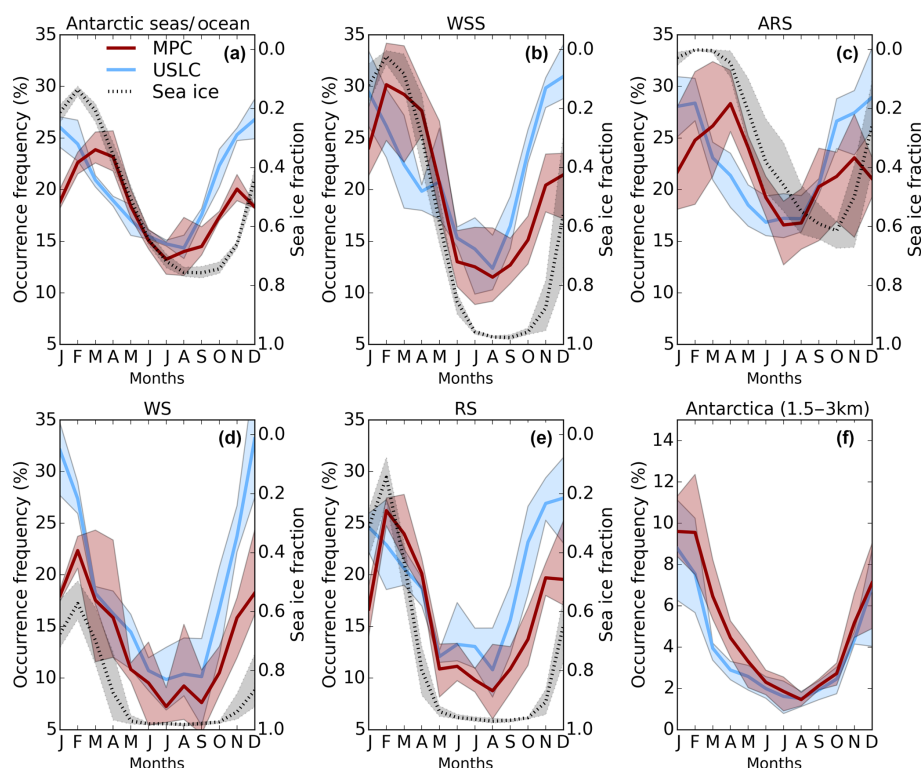 Antarctic seas/ocean
WSS
ARS
35
30
25
20
15
10
5
Occurrence frequency (%)
MPC
USLC
Sea ice
(a)
0.0
0.2
0.4
0.6
0.8
1.0
Sea ice fraction
J F M A M J J A S O N D
Months
35
30
25
20
15
10
5
Occurrence frequency (%)
(b)
0.0
0.2
0.4
0.6
0.8
1.0
Sea ice fraction
J F M A M J J A S O N D
Months
35
30
25
20
15
10
5
Occurrence frequency (%)
(c)
0.0
0.2
0.4
0.6
0.8
1.0
Sea ice fraction
J F M A M J J A S O N D
Months
WS
RS
Antarctica (1.5–3km)
35
30
25
20
15
10
5
Occurrence frequency (%)
(d)
0.0
0.2
0.4
0.6
0.8
1.0
Sea ice fraction
J F M A M J J A S O N D
Months
35
30
25
20
15
10
5
Occurrence frequency (%)
(e)
0.0
0.2
0.4
0.6
0.8
1.0
Sea ice fraction
J F M A M J J A S O N D
Months
14
12
10
8
6
4
2
0
Occurrence frequency (%)
(f)
J F M A M J J A S O N D
Months